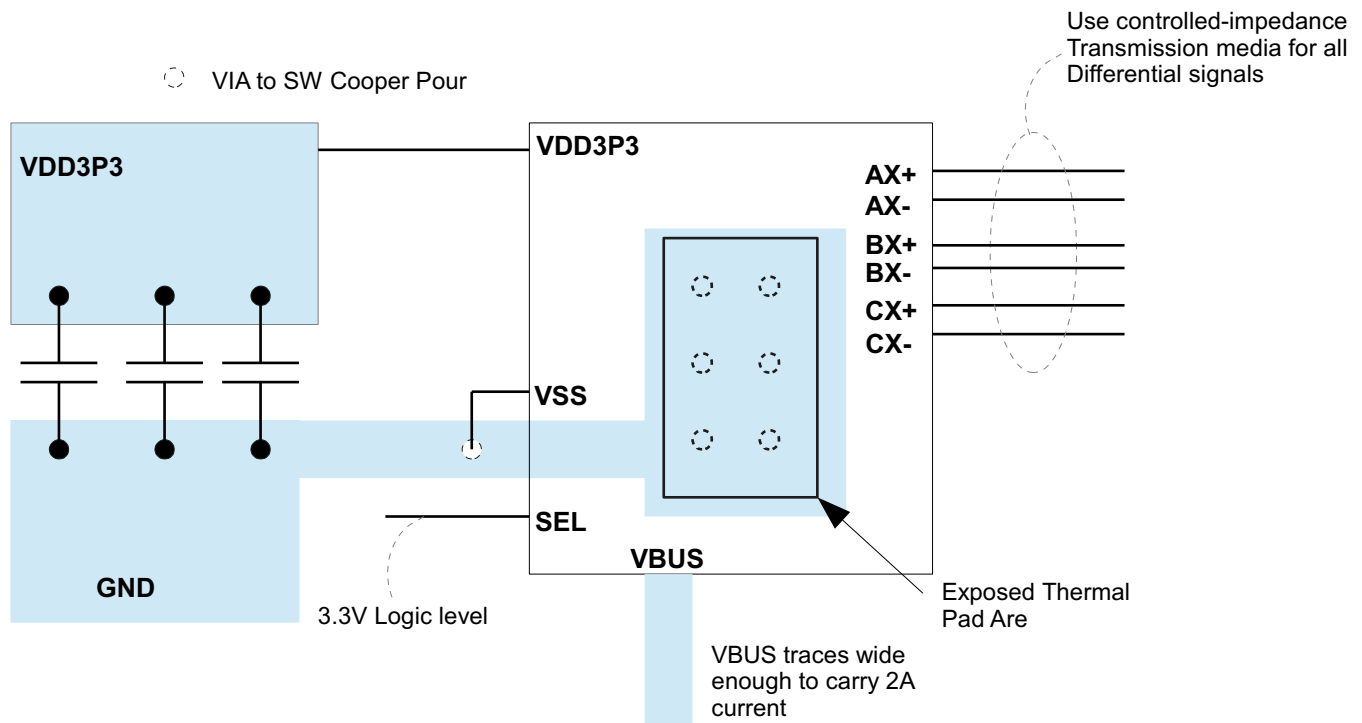 Use controlled-impedance
Transmission media for all
Differential signals
VIA to SW Cooper Pour
VDD3P3
VDD3P3
AX+
AX-
BX+
BX-
CX+
CX-
VSS
SEL
VBUS
GND
3.3V Logic level
Exposed Thermal
Pad Are
VBUS traces wide
enough to carry 2A
current